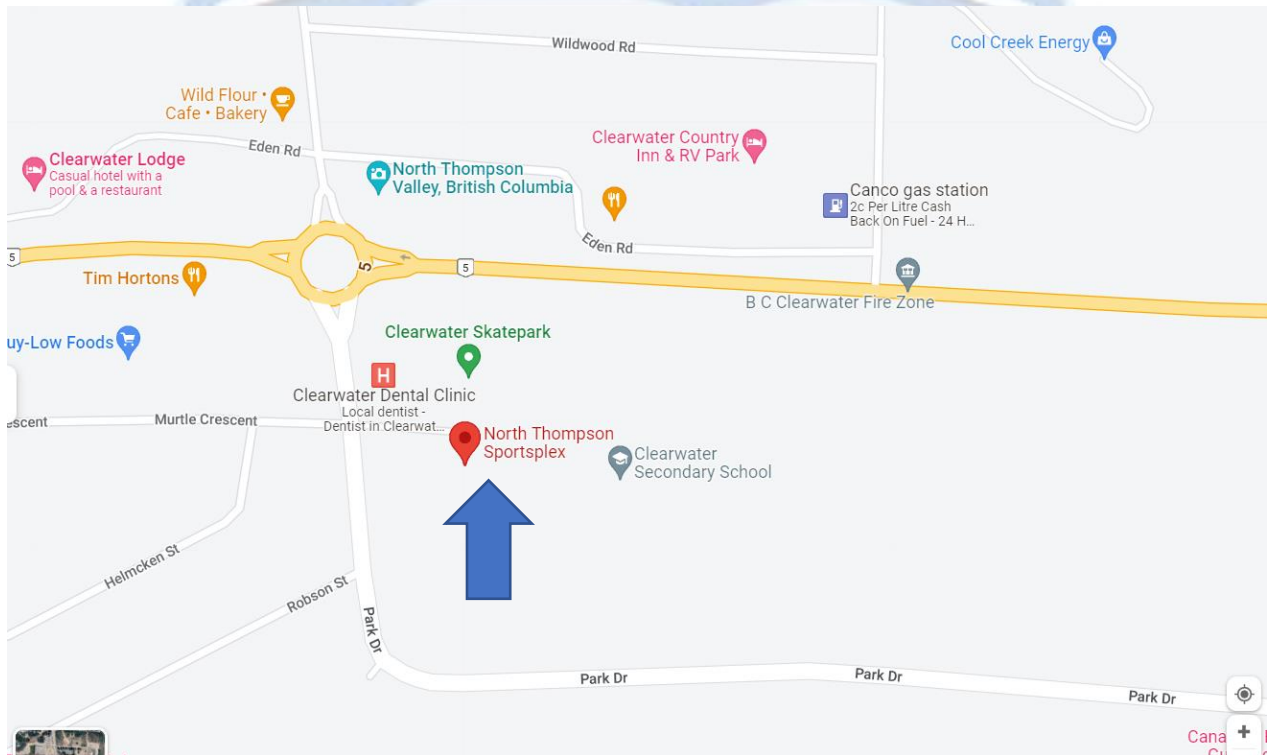 Wildwood Rd
Cool Creek Energy
Wild Flour •
Cafe • Bakery
Eden Rd
Clearwater Country
Inn & RV Park
Clearwater Lodge
Casual hotel with a
pool & a restaurant
North Thompson
Valley, British Columbia
Canco gas station
2c Per Litre Cash
Back On Fuel - 24 H...
Eden Rd
5
5
5
Tim Hortons
B C Clearwater Fire Zone
Clearwater Skatepark
uy-Low Foods
H
Clearwater Dental Clinic
Local dentist -
Dentist in Clearwat...
escent
Murtle Crescent
North Thompson
Sportsplex
Clearwater
Secondary School
Helmcken St
Robson St
Park Dr
Park Dr
Park Dr
Park Dr
Cana